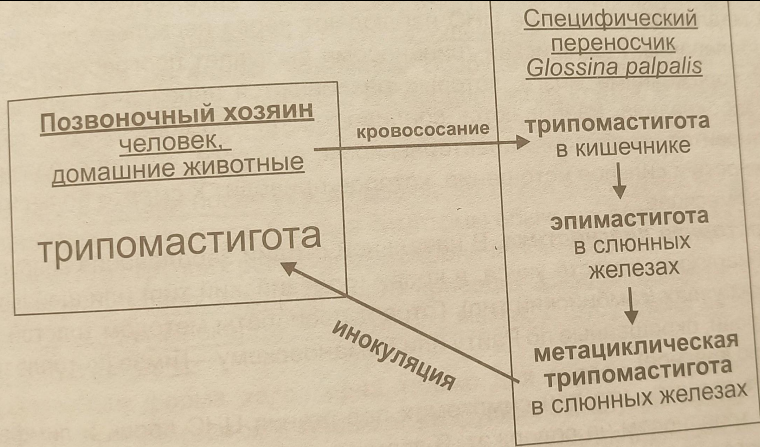 Позвоночный хозяин
человек,
домашние животные
трипомастигота
кровососание
Специфический
переносчик
Glossina palpalis
трипомастигота
в кишечнике
эпимастигота
в слюнных
железах
метациклическая
трипомастигота
в слюнных железах
инокуляция